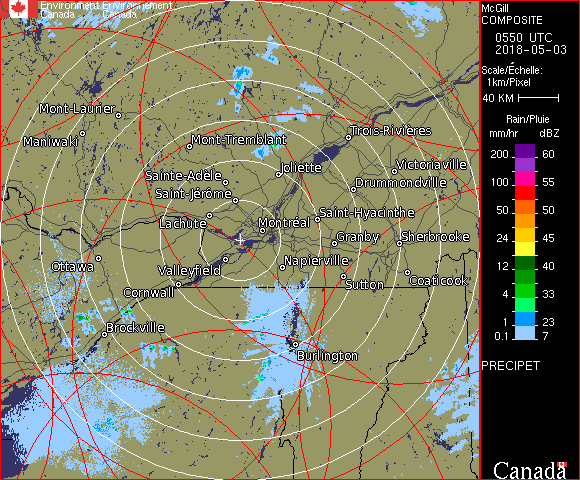 Environment Environnement
Canada Canada
McGill
COMPOSITE
0550 UTC
2018-05-03
Scale/Échelle:
1km/Pixel
40 KM
Rain/Pluie
mm/hr dBZ
200 60
100 55
50 50
24 45
12 40
4 33
1 23
0.1 7
PRECIPET
Mont-Laurier
Maniwaki
Mont-Tremblant
Trois-Rivières
Sainte-Adèle
Joliette
Victoriaville
Saint-Jérôme
Drummondville
Lachute
Montréal
Saint-Hyacinthe
Granby
Sherbrooke
Ottawa
Valleyfield
Napierville
Cornwall
Sutton
Coaticook
Brockville
Burlington
Canada